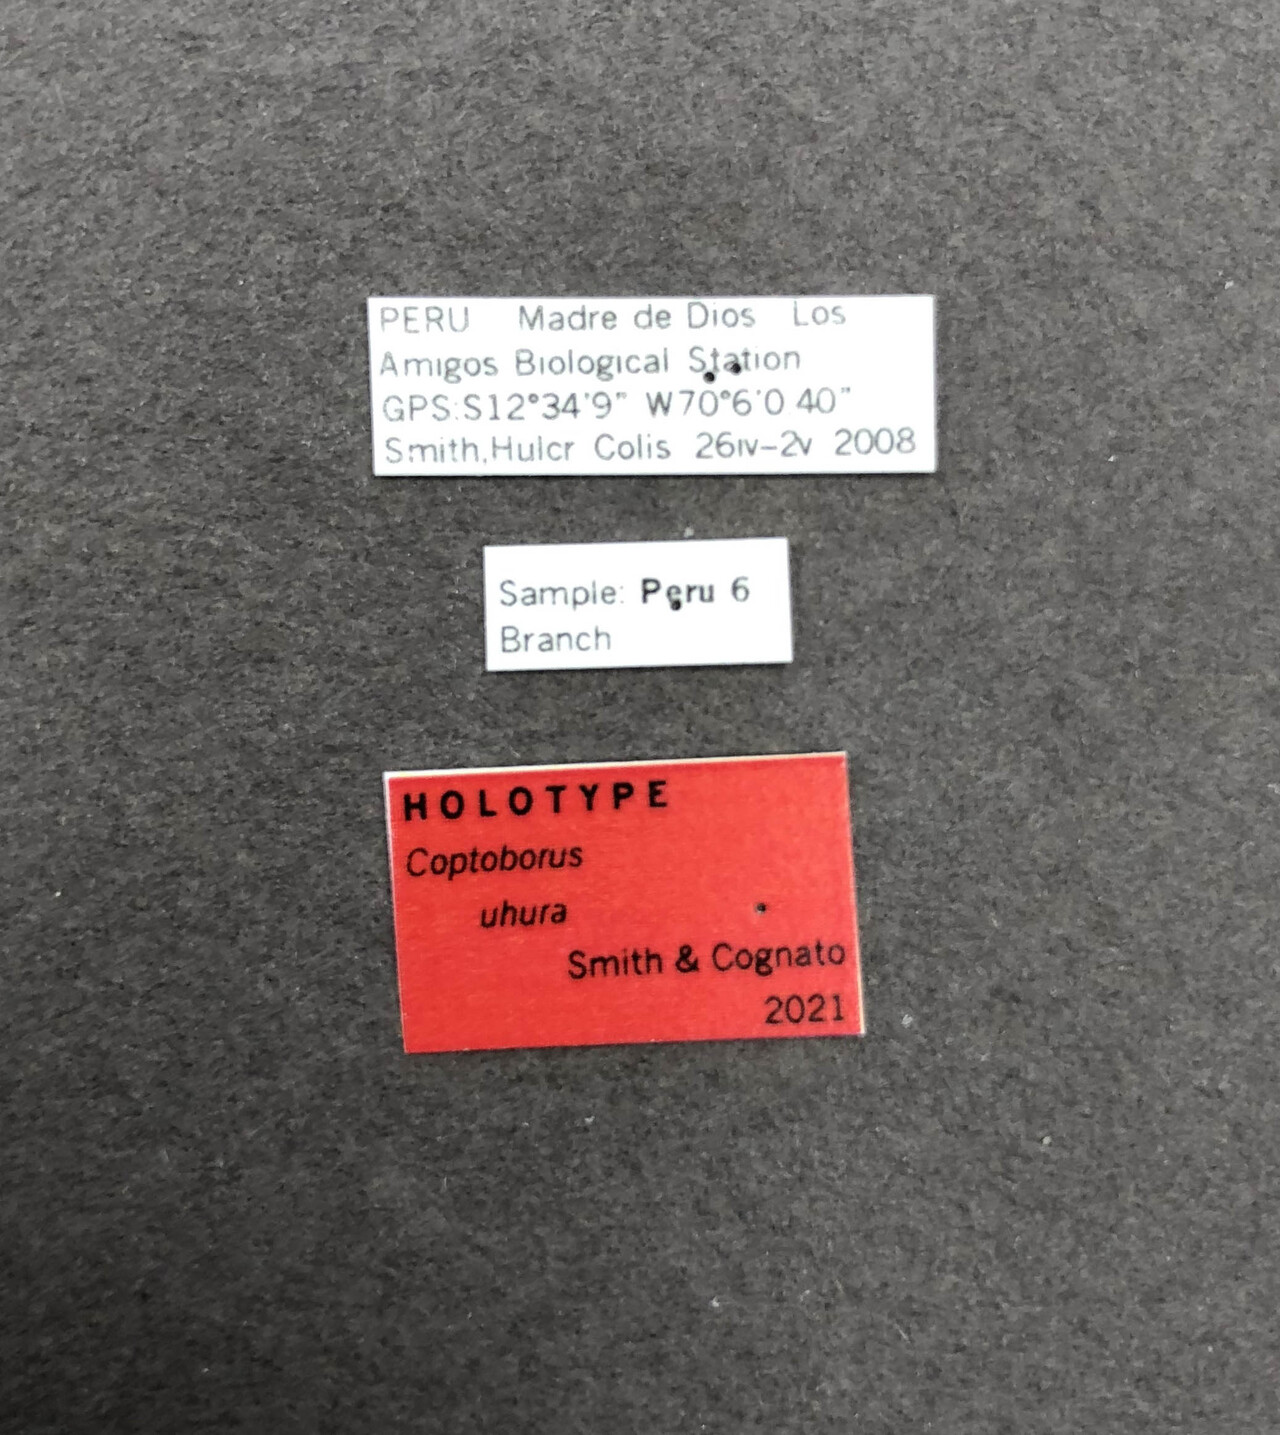 PERU Madre de Dios Los
Amigos Biological Station
GPS:S12°34'9" W70°6'0.40"
Smith,Hulcr Colls 26iv-2v 2008
Sample: Peru 6
Branch
HOLOTYPE
Coptoborus
uhura
Smith & Cognato
2021